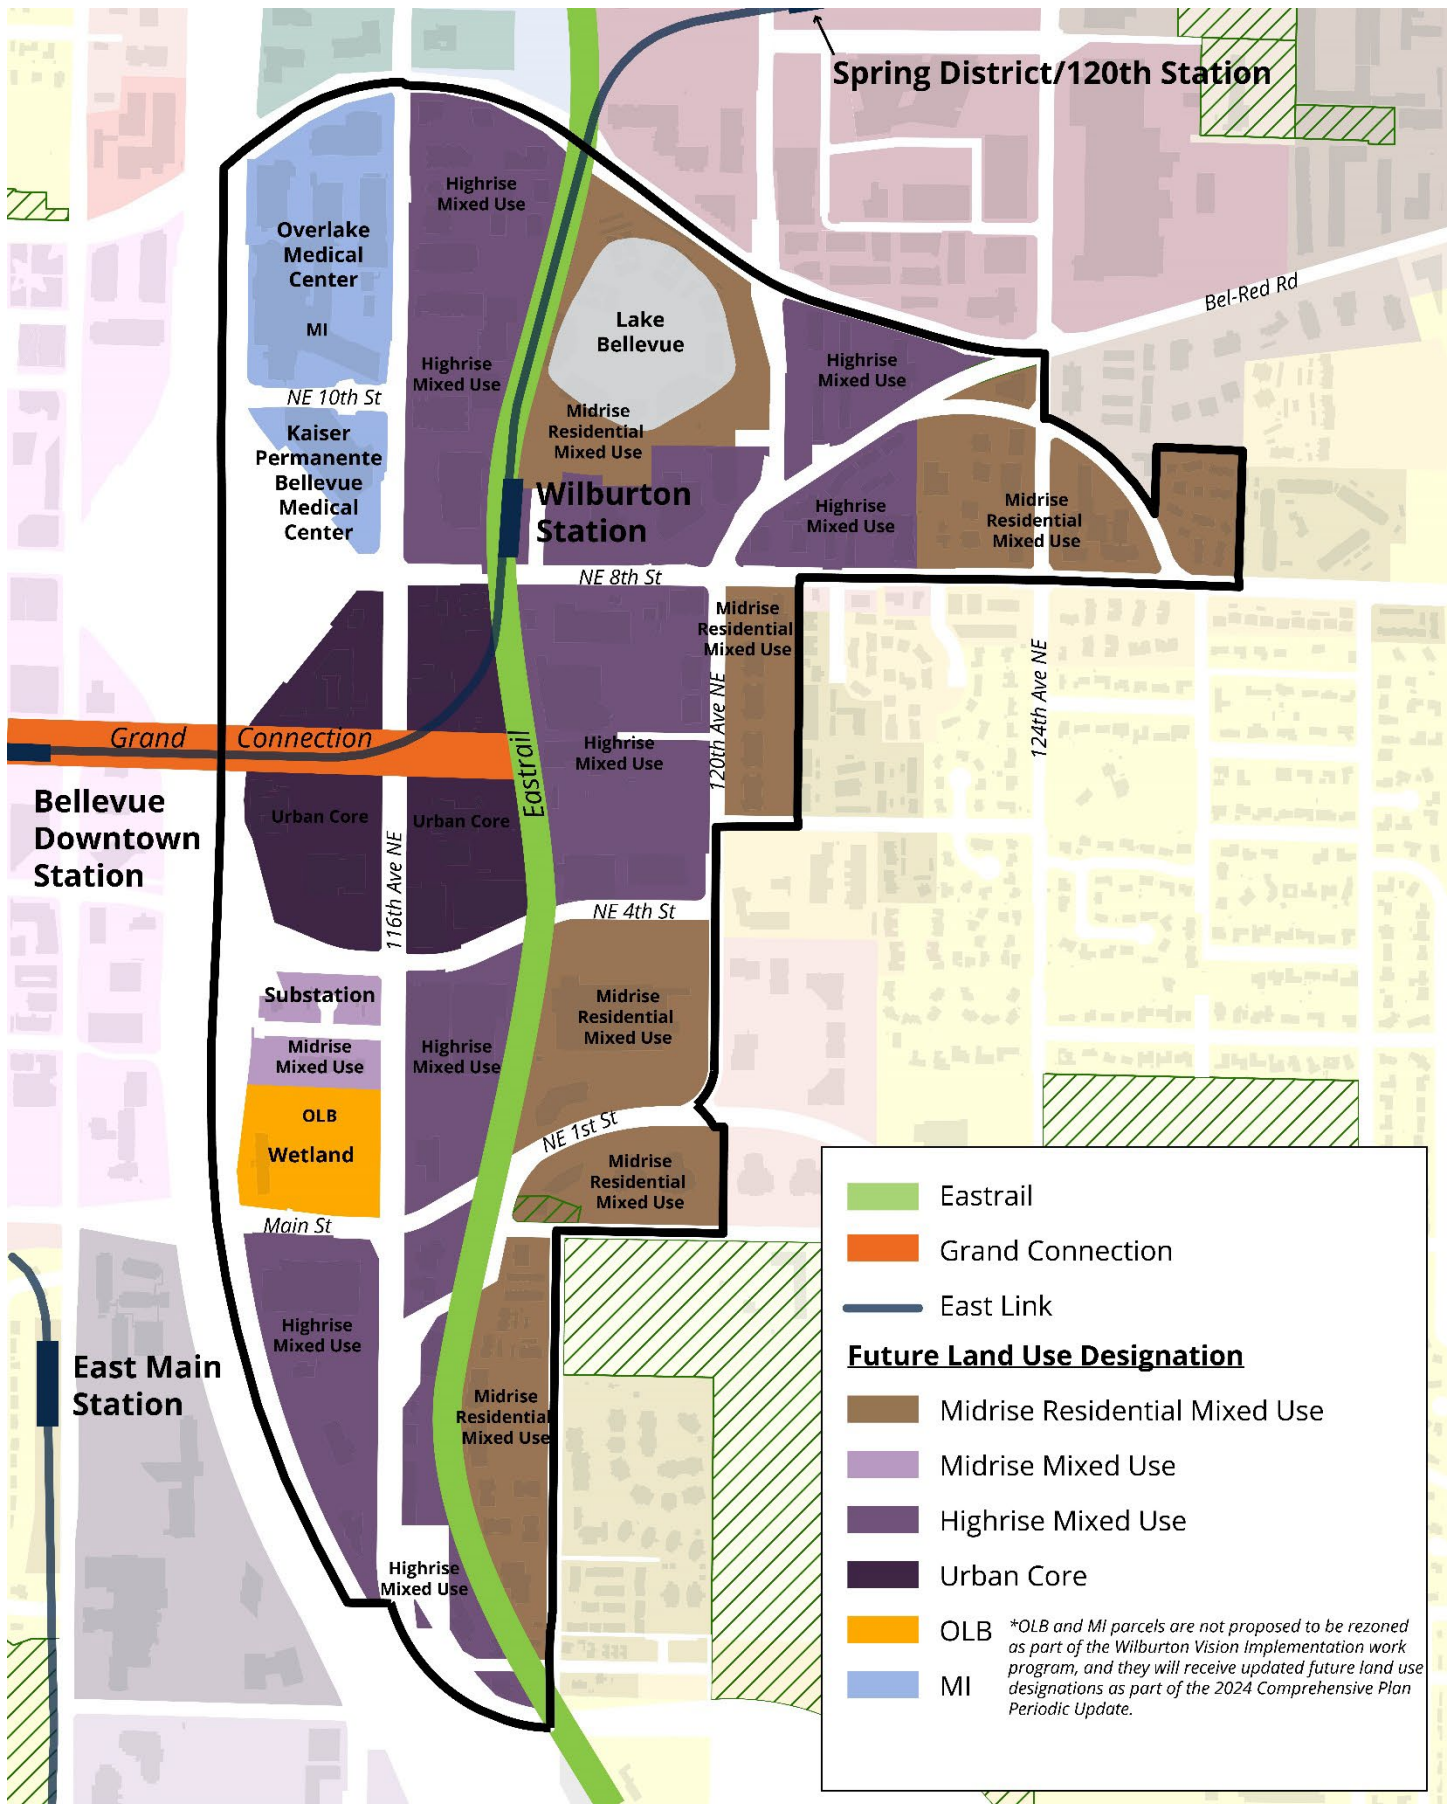 Spring District/120th Station
Highrise
Mixed Use
Overlake
Medical
Center
MI
Bel-Red Rd
Lake
Bellevue
Highrise
Mixed Use
Highrise
Mixed Use
NE 10th St
Midrise
Residential
Mixed Use
Kaiser
Permanente
Bellevue
Medical
Center
Wilburton
Station
Highrise
Mixed Use
Midrise
Residential
Mixed Use
NE 8th St
Midrise
Residential
Mixed Use
120th Ave NE
124th Ave NE
Grand Connection
Highrise
Mixed Use
Eastrail
Bellevue
Downtown
Station
Urban Core
Urban Core
116th Ave NE
NE 4th St
Substation
Midrise
Residential
Mixed Use
Midrise
Mixed Use
Highrise
Mixed Use
OLB
Wetland
NE 1st St
Midrise
Residential
Mixed Use
Main St
Highrise
Mixed Use
East Main
Station
Midrise
Residential
Mixed Use
Highrise
Mixed Use
Eastrail
Grand Connection
East Link
Future Land Use Designation
Midrise Residential Mixed Use
Midrise Mixed Use
Highrise Mixed Use
Urban Core
OLB
MI
*OLB and MI parcels are not proposed to be rezoned
as part of the Wilburton Vision Implementation work
program, and they will receive updated future land use
designations as part of the 2024 Comprehensive Plan
Periodic Update.